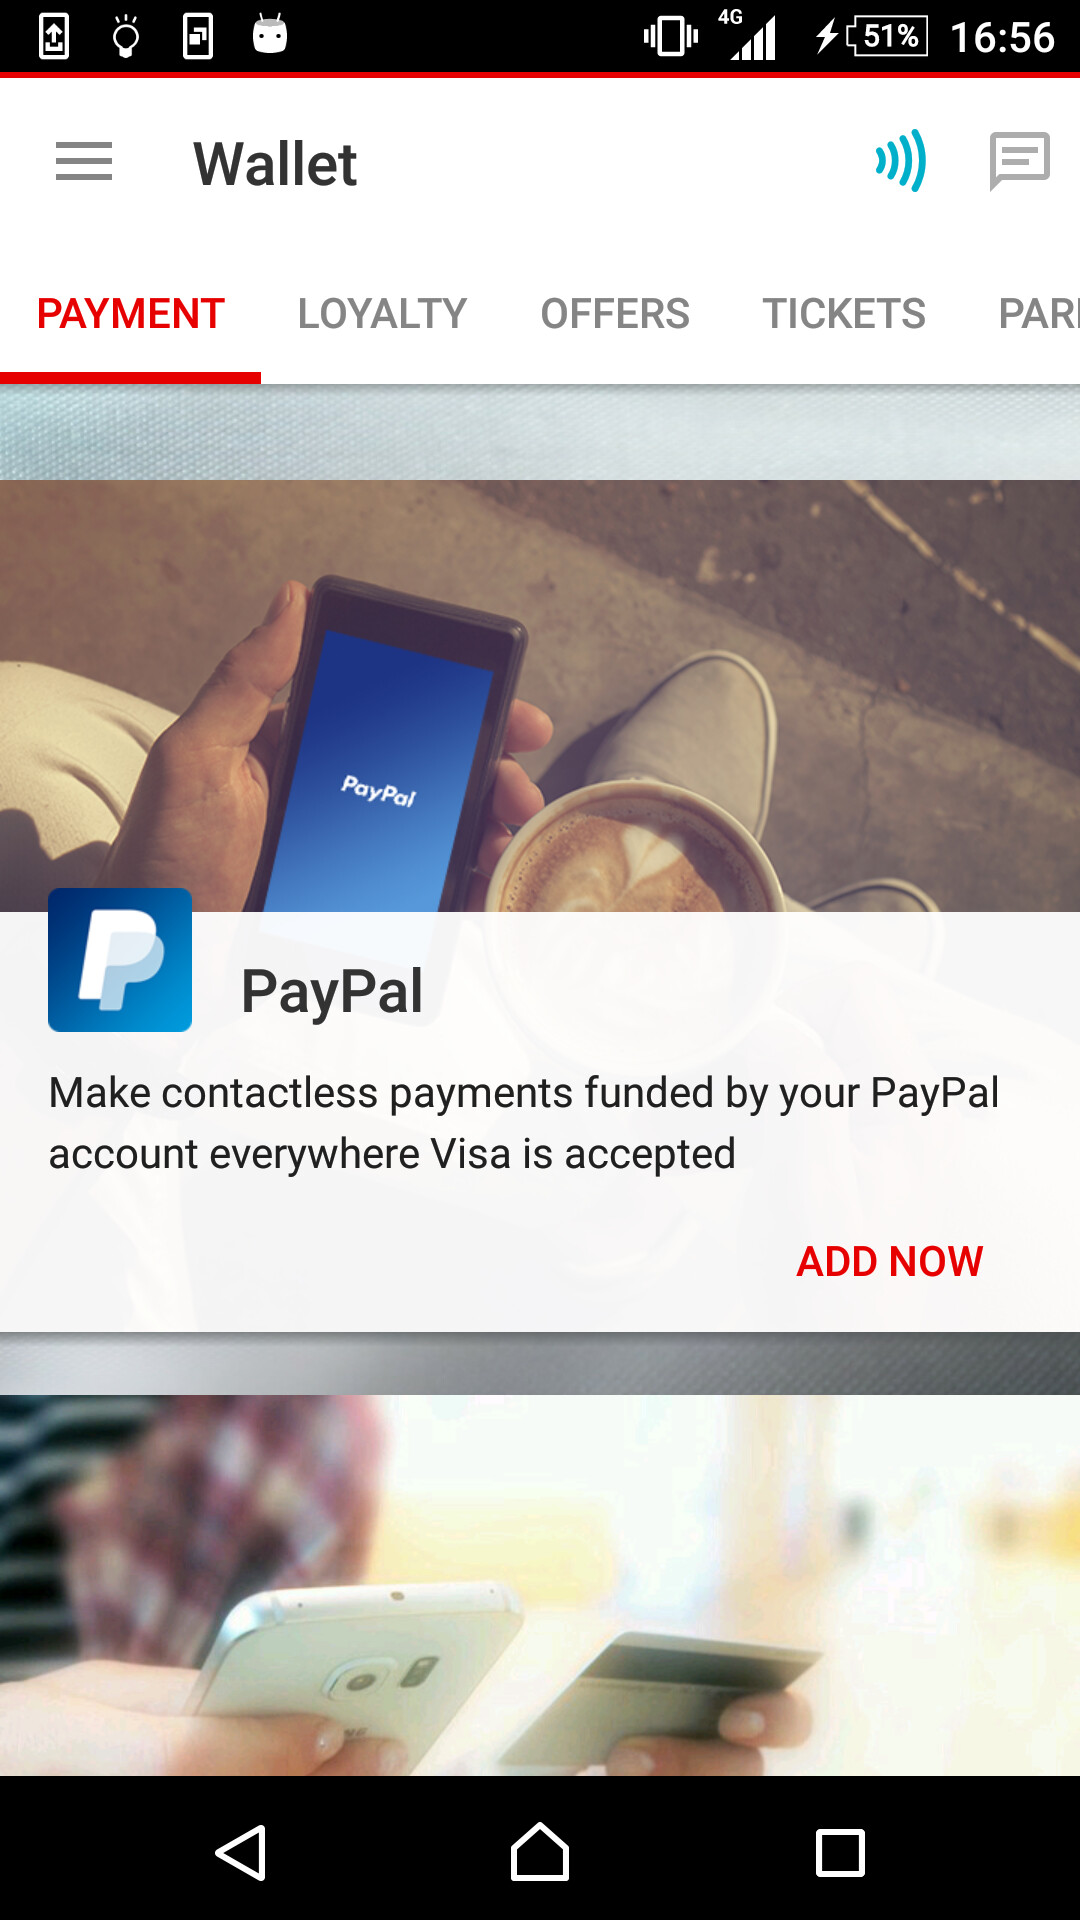 4G 51% 16:56
Wallet
PAYMENT LOYALTY OFFERS TICKETS PAR
PayPal
PayPal
Make contactless payments funded by your PayPal
account everywhere Visa is accepted
ADD NOW